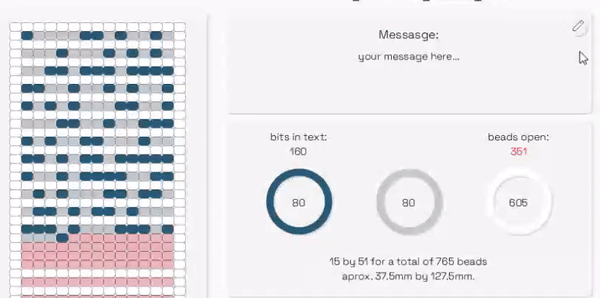 Messasge:
your message here...
bits in text:
160
beads open:
351
80
80
605
15 by 51 for a total of 765 beads
aprox. 37.5mm by 127.5mm.